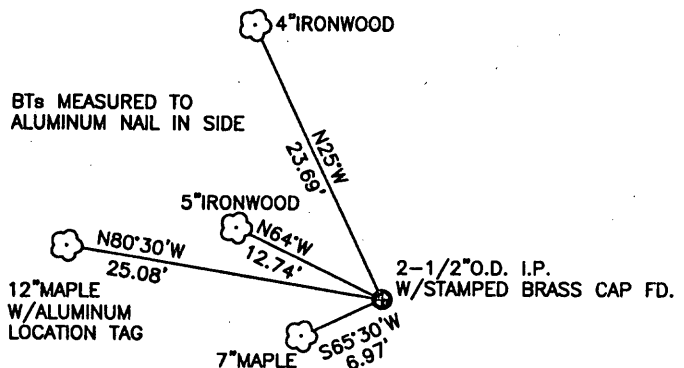 4"IRONWOOD
BTs MEASURED TO
ALUMINUM NAIL IN SIDE
N25°W
23.69'
5"IRONWOOD
N64°W
12.74'
N80°30'W
25.08'
12"MAPLE
W/ALUMINUM
LOCATION TAG
2-1/2"O.D. I.P.
W/STAMPED BRASS CAP FD.
7"MAPLE
S65°30'W
6.97'